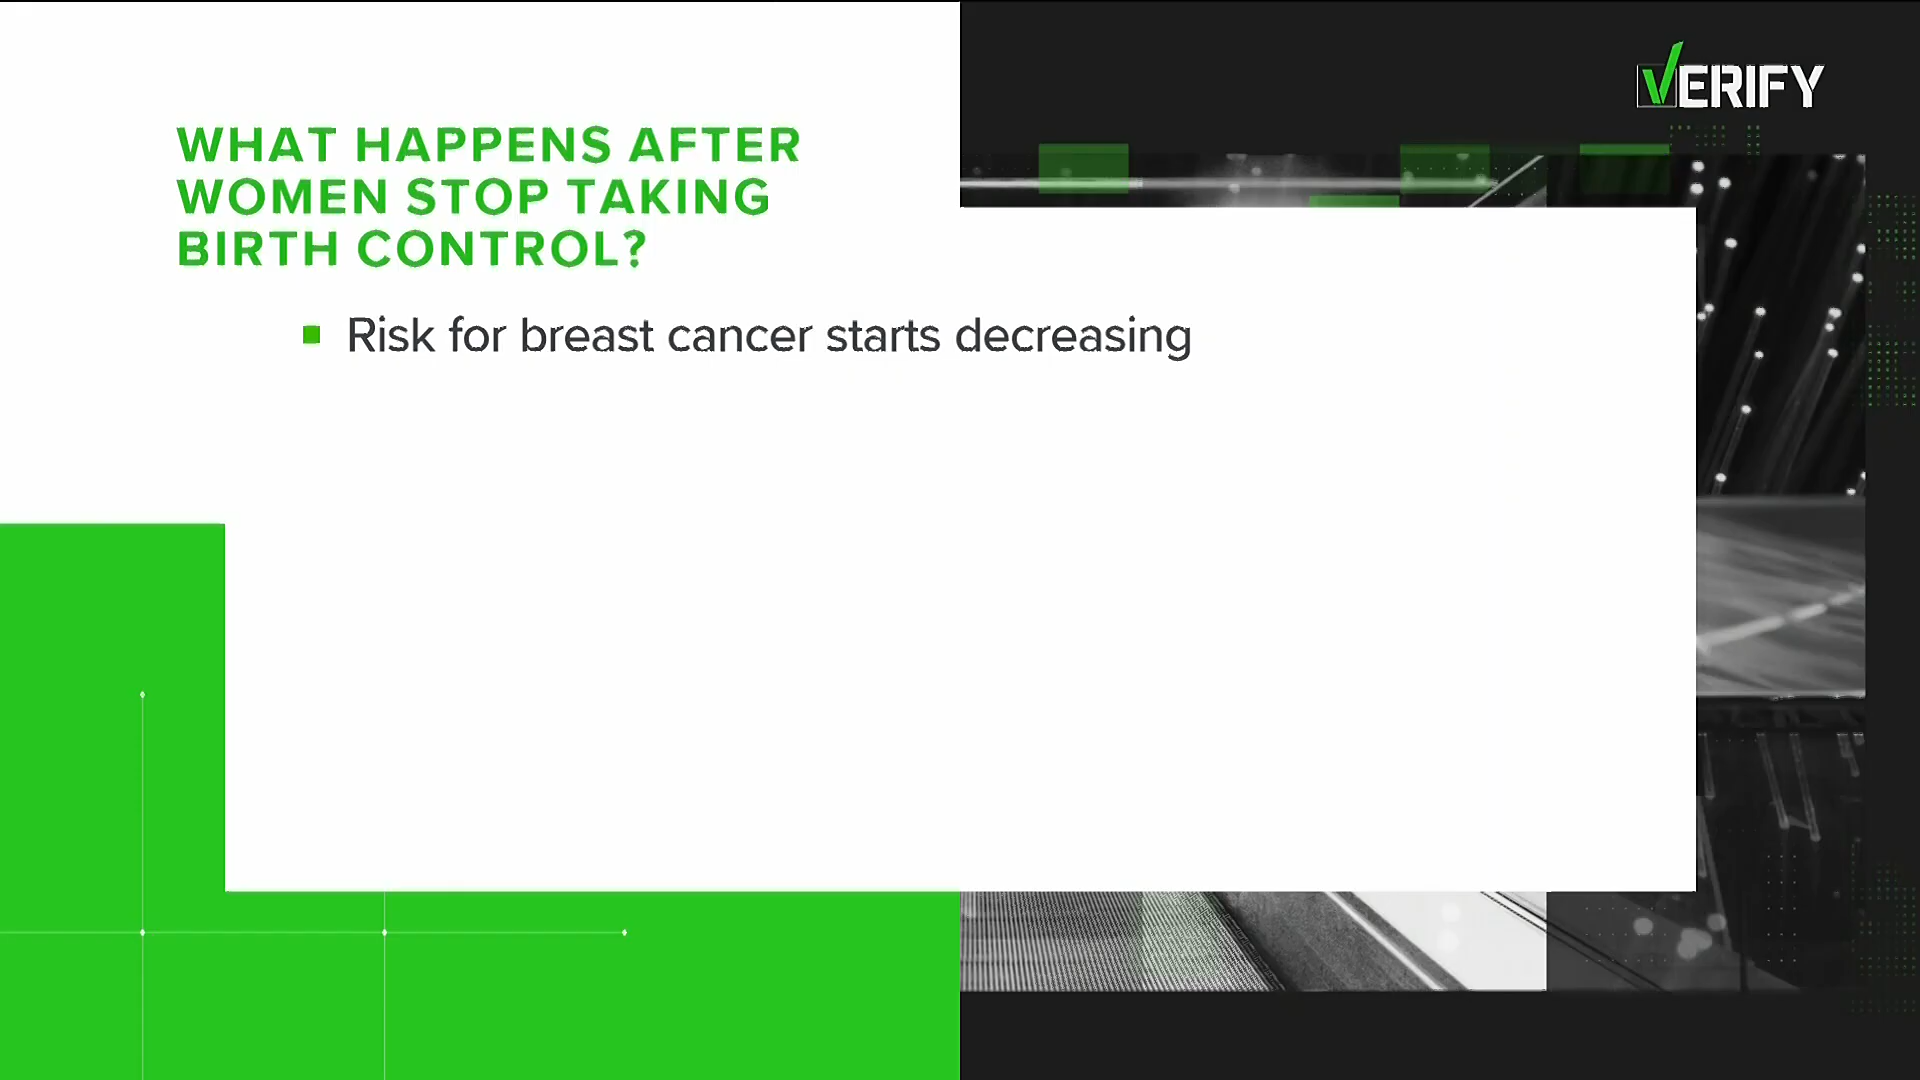 VERIFY
WHAT HAPPENS AFTER
WOMEN STOP TAKING
BIRTH CONTROL?
Risk for breast cancer starts decreasing